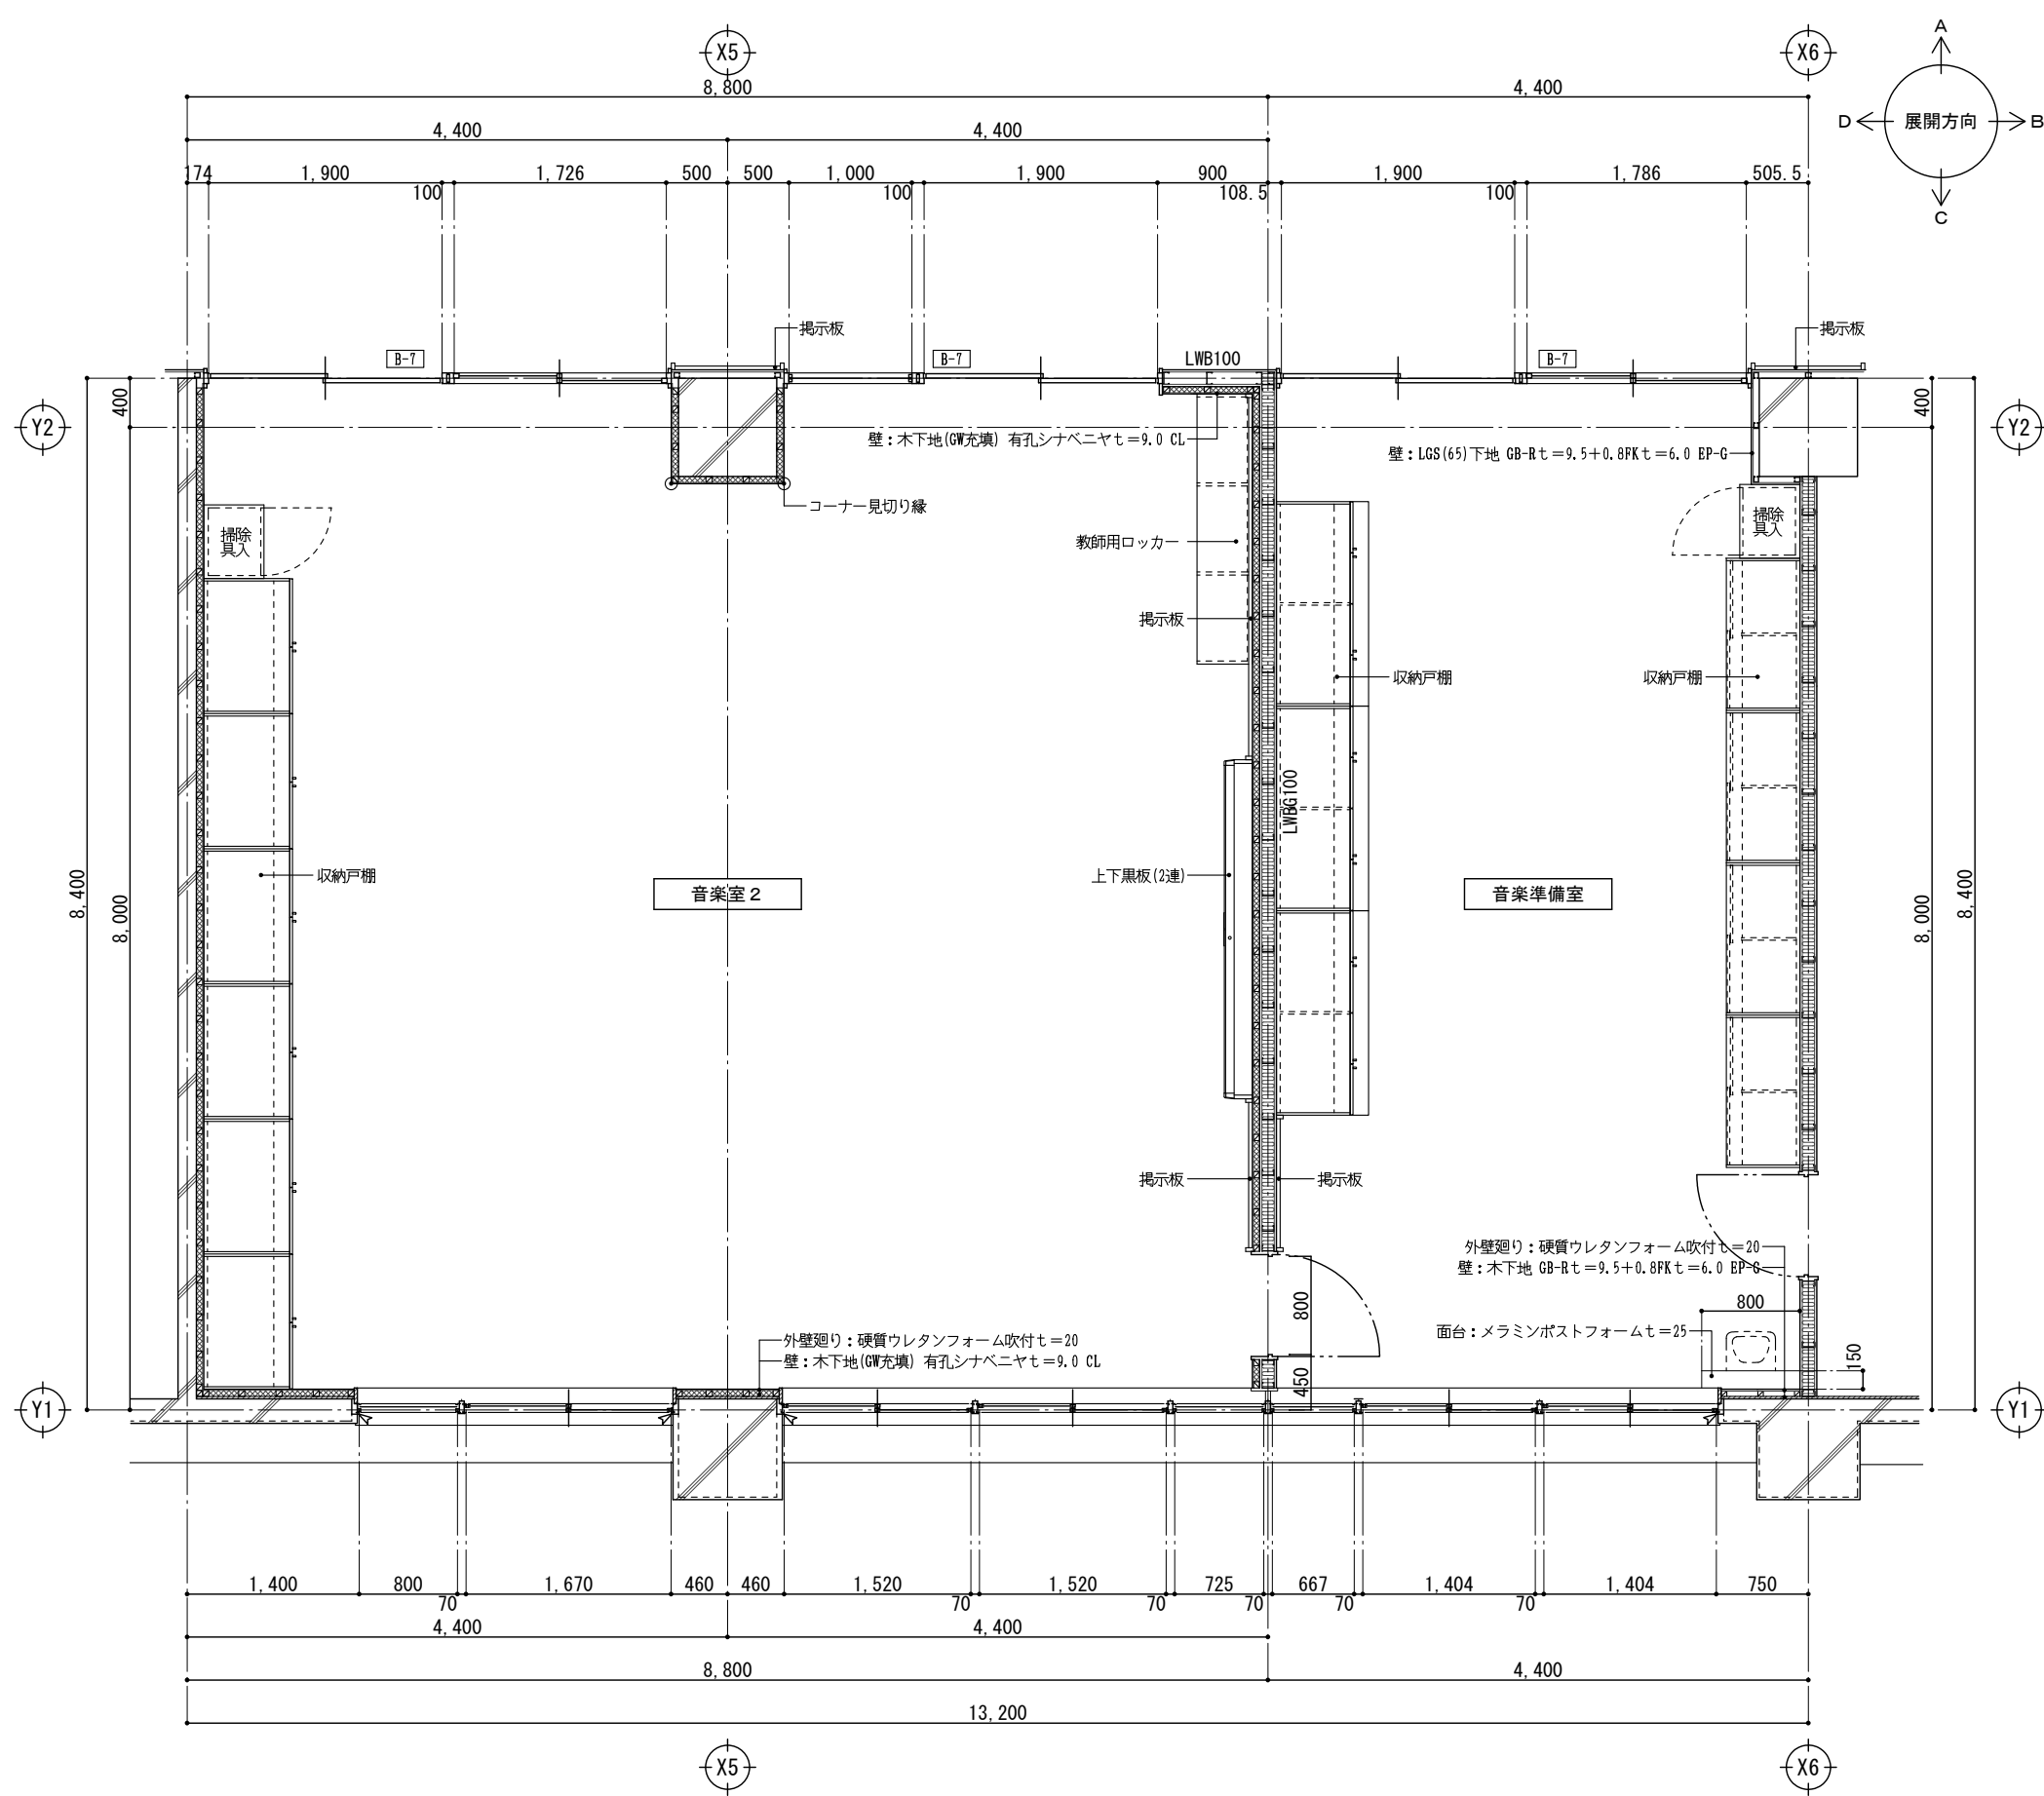 X5
X6
A
D
展開方向
B
C
8,800
4,400
4,400
4,400
174
1,900
100
1,726
500
500
1,000
100
1,900
900
108.5
1,900
100
1,786
505.5
掲示板
掲示板
B-7
B-7
LWB100
B-7
400
400
Y2
Y2
壁：木下地(GW充填) 有孔シナベニヤt＝9.0 CL
壁：LGS(65)下地 GB-Rt＝9.5＋0.8FKt＝6.0 EP-G
コーナー見切り縁
掃除
具入
掃除
具入
教師用ロッカー
掲示板
収納戸棚
収納戸棚
LWBG100
収納戸棚
上下黒板(2連)
音楽室２
音楽準備室
8,400
8,000
8,000
8,400
掲示板
掲示板
外壁廻り：硬質ウレタンフォーム吹付t＝20
壁：木下地 GB-Rt＝9.5＋0.8FKt＝6.0 EP-G
800
800
面台：メラミンポストフォームt＝25
150
外壁廻り：硬質ウレタンフォーム吹付t＝20
壁：木下地(GW充填) 有孔シナベニヤt＝9.0 CL
450
Y1
Y1
1,400
800
70
1,670
460
460
1,520
70
1,520
70
725
70
667
70
1,404
70
1,404
750
4,400
4,400
8,800
4,400
13,200
X5
X6